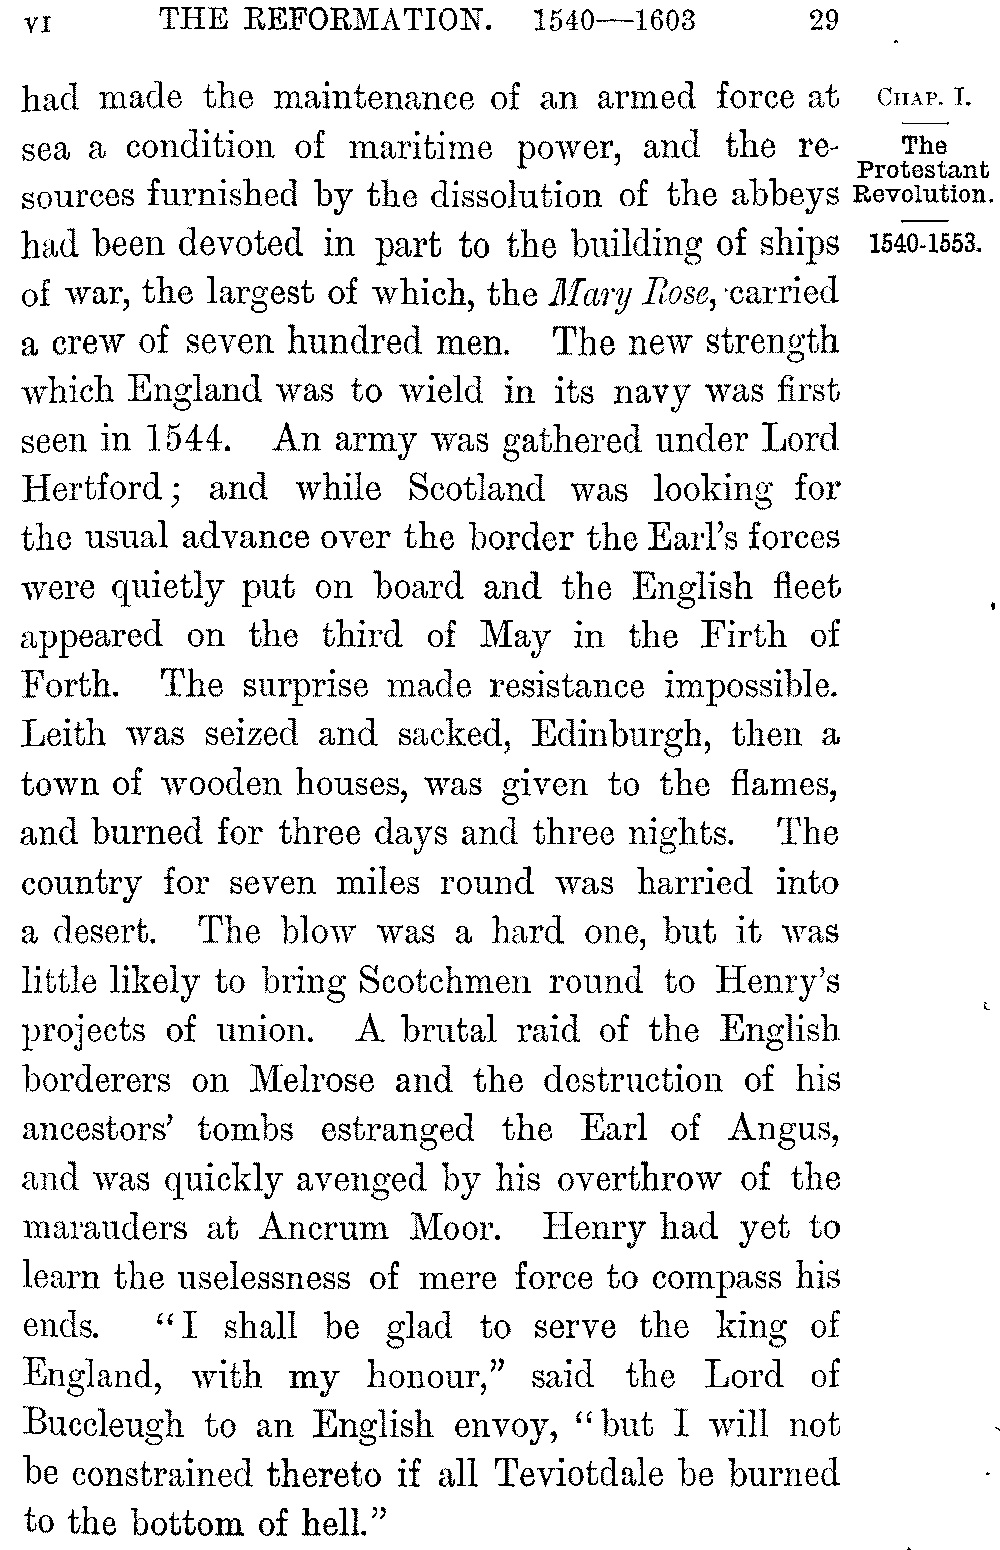 VI THE REFORMATION. 1540—1603 29
had made the maintenance of an armed force at
sea a condition of maritime power, and the re-
sources furnished by the dissolution of the abbeys
had been devoted in part to the building of ships
of war, the largest of which, the Mary Rose, carried
a crew of seven hundred men. The new strength
which England was to wield in its navy was first
seen in 1544. An army was gathered under Lord
Hertford; and while Scotland was looking for
the usual advance over the border the Earl's forces
were quietly put on board and the English fleet
appeared on the third of May in the Firth of
Forth. The surprise made resistance impossible.
Leith was seized and sacked, Edinburgh, then a
town of wooden houses, was given to the flames,
and burned for three days and three nights. The
country for seven miles round was harried into
a desert. The blow was a hard one, but it was
little likely to bring Scotchmen round to Henry's
projects of union. A brutal raid of the English
borderers on Melrose and the destruction of his
ancestors' tombs estranged the Earl of Angus,
and was quickly avenged by his overthrow of the
marauders at Ancrum Moor. Henry had yet to
learn the uselessness of mere force to compass his
ends. "I shall be glad to serve the king of
England, with my honour," said the Lord of
Buccleugh to an English envoy, "but I will not
be constrained thereto if all Teviotdale be burned
to the bottom of hell."
CHAP. I.
The
Protestant
Revolution.
1540-1553.